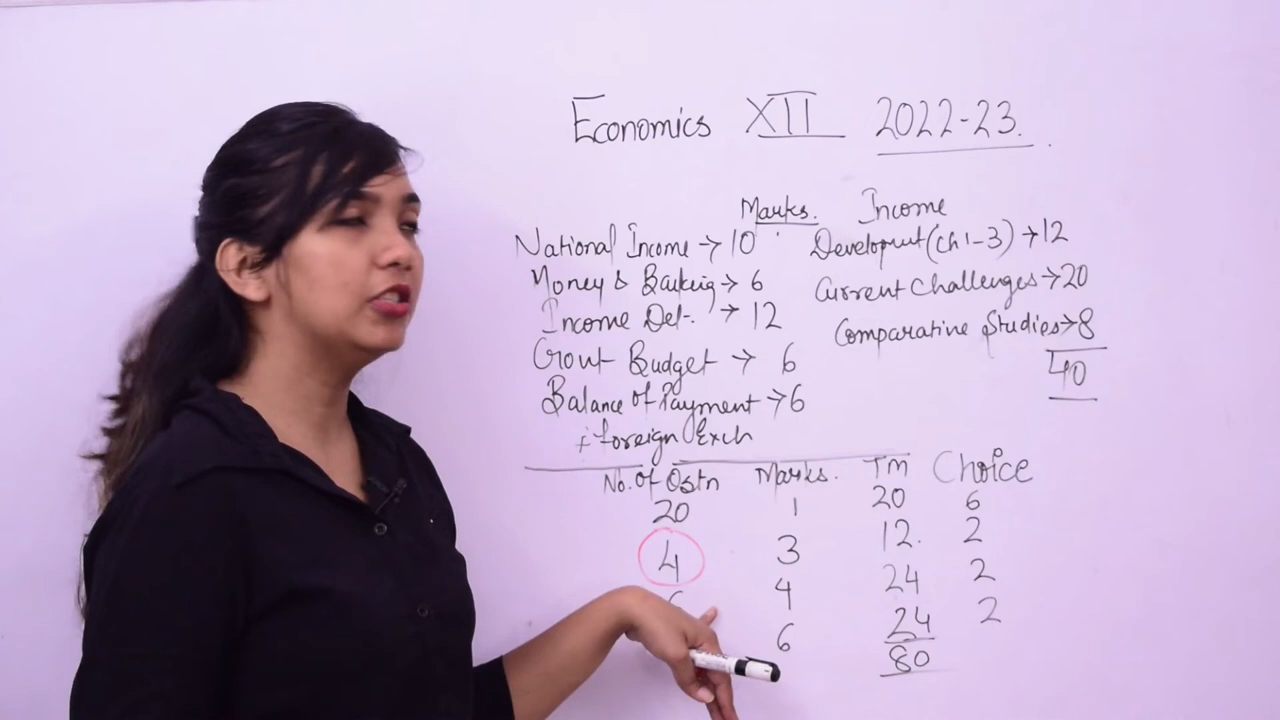 Economics XII 2022-23.
Marks.
National Income → 10
Money & Banking → 6
Income Det. → 12
Govt Budget → 6
Balance of Payment → 6
+ foreign Exch
Income
Development (Ch 1-3) → 12
Current Challenges → 20
Comparative Studies → 8
40
No. of Qstn Marks. TM Choice
20 1 20 6
4 3 12. 2
6 4 24 2
6 24 2
80